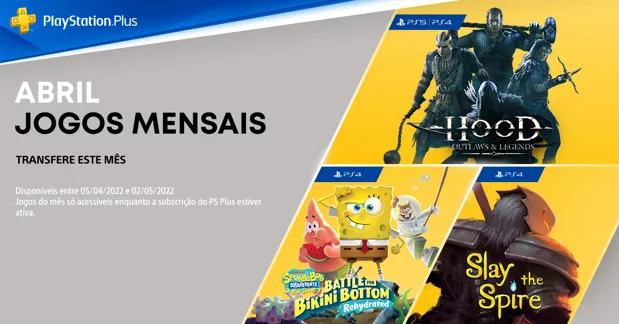 PlayStation.Plus
ABRIL
JOGOS MENSAIS
TRANSFERE ESTE MÊS
Disponíveis entre 05/04/2022 e 02/05/2022
Jogos do mês só acessíveis enquanto a subscrição do PS Plus estiver
ativa.
PS5 | PS4
HOOD
OUTLAWS & LEGENDS
PS4
SpongeBob
SQUAREPANTS
BATTLE FOR
BIKINI BOTTOM
Rehydrated
PS4
Slay
the
Spire